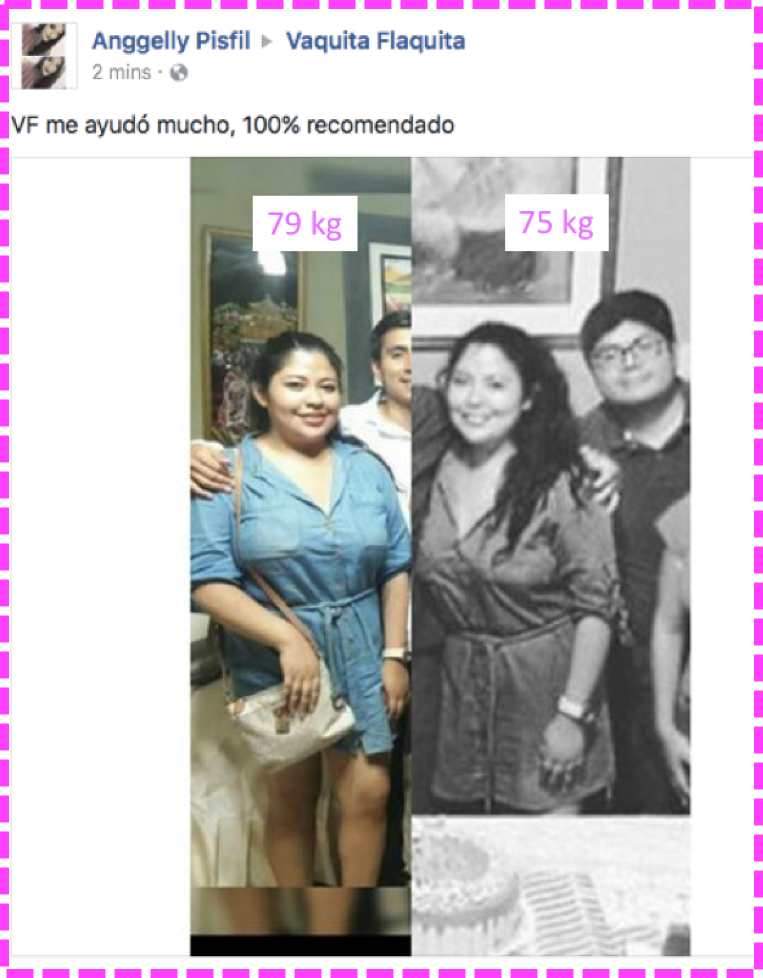 Anggelly Pisfil ▸ Vaquita Flaquita
2 mins ·
VF me ayudó mucho, 100% recomendado
79 kg
75 kg